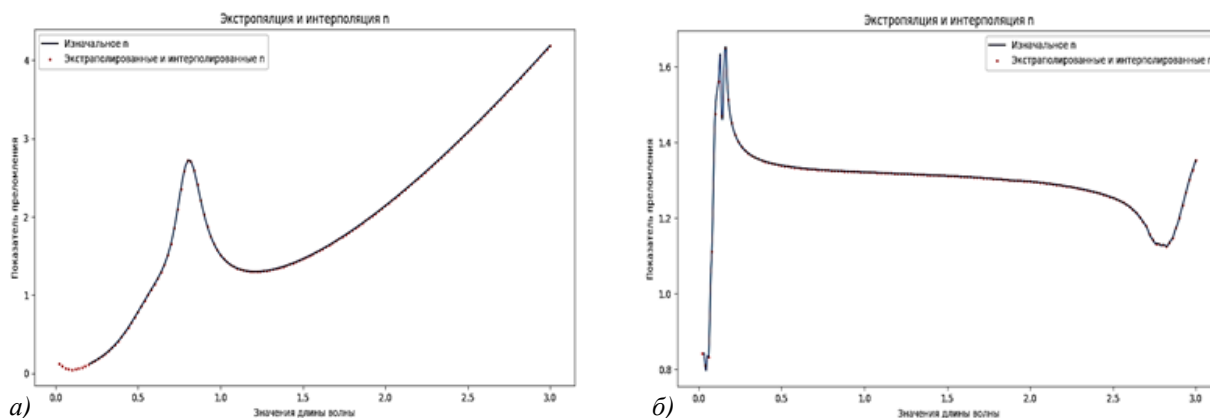 Экстропялция и интерполяция n
Изначальное n
Экстраполированные и интерполированные n
Показатель преломления
4
3
2
1
0
0.0 0.5 1.0 1.5 2.0 2.5 3.0
Значения длины волны
а)
Экстропялция и интерполяция n
Изначальное n
Экстраполированные и интерполированные n
Показатель преломления
1.6
1.4
1.2
1.0
0.8
0.0 0.5 1.0 1.5 2.0 2.5 3.0
Значения длины волны
б)